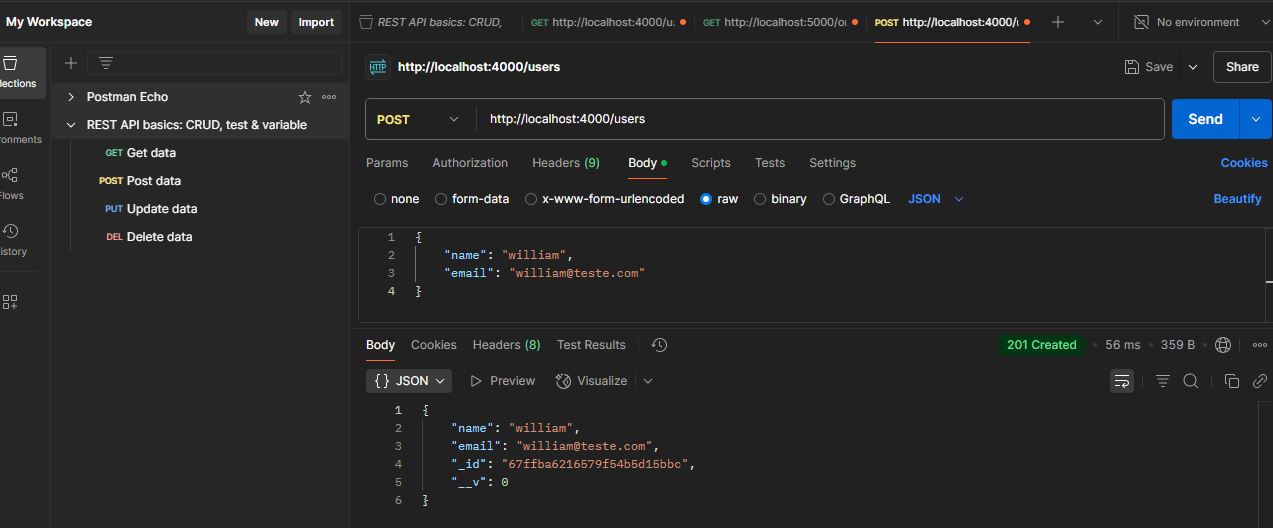 My Workspace New Import
REST API basics: CRUD, GET http://localhost:4000/u GET http://localhost:5000/o POST http://localhost:4000/u No environment
HTTP http://localhost:4000/users Save Share
lections
Postman Echo
REST API basics: CRUD, test & variable
GET Get data
POST Post data
PUT Update data
DEL Delete data
ronments
Flows
istory
POST http://localhost:4000/users Send
Params Authorization Headers (9) Body Scripts Tests Settings Cookies
none form-data x-www-form-urlencoded raw binary GraphQL JSON Beautify
1 {
2 "name": "william",
3 "email": "william@teste.com"
4 }
Body Cookies Headers (8) Test Results 201 Created • 56 ms • 359 B
{} JSON Preview Visualize
1 {
2 "name": "william",
3 "email": "william@teste.com",
4 "_id": "67ffba6216579f54b5d15bbc",
5 "__v": 0
6 }